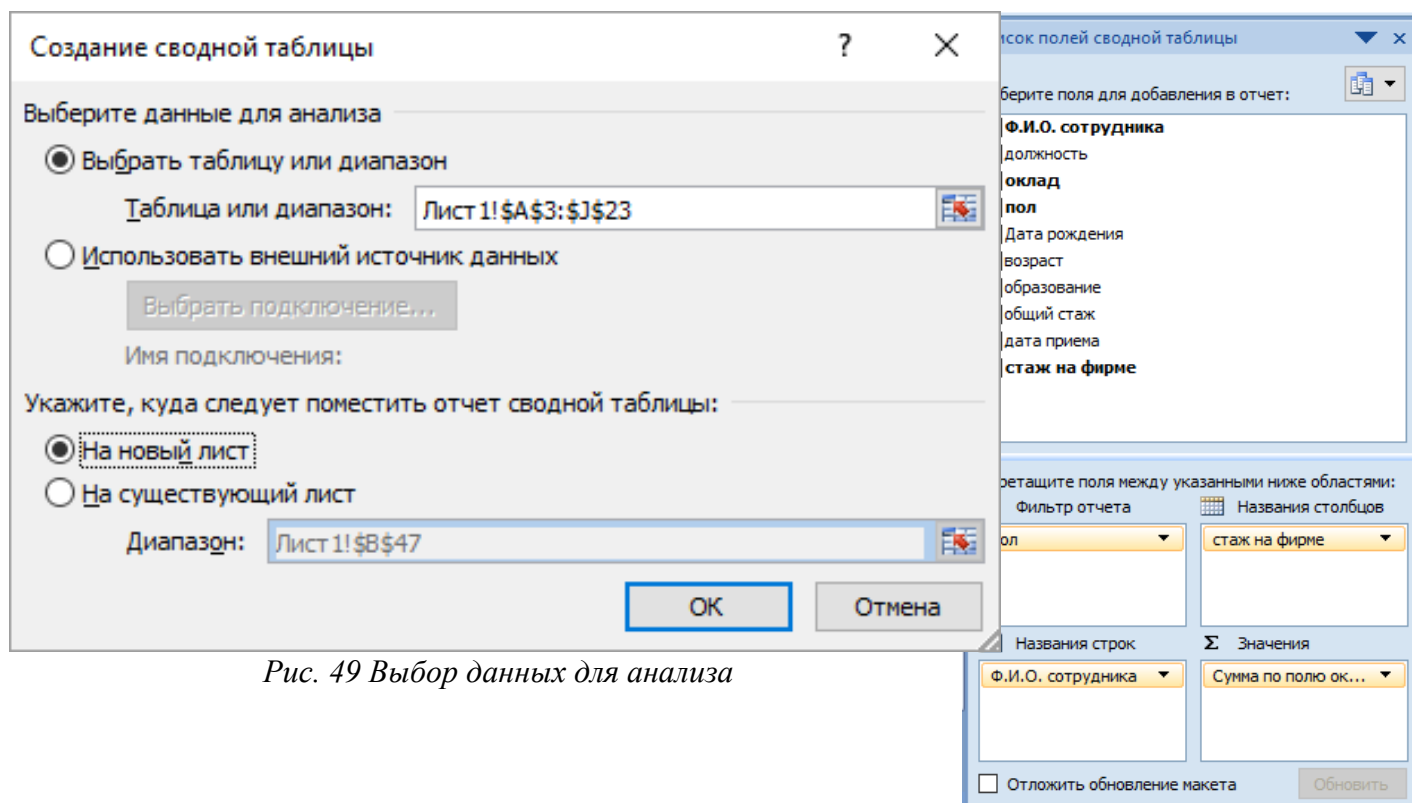 Создание сводной таблицы
?
Выберите данные для анализа
Выбрать таблицу или диапазон
Таблица или диапазон: Лист1!$A$3:$J$23
Использовать внешний источник данных
Выбрать подключение...
Имя подключения:
Укажите, куда следует поместить отчет сводной таблицы:
На новый лист
На существующий лист
Диапазон: Лист1!$B$47
ОК Отмена
Рис. 49 Выбор данных для анализа
исок полей сводной таблицы
берите поля для добавления в отчет:
Ф.И.О. сотрудника
должность
оклад
пол
Дата рождения
возраст
образование
общий стаж
дата приема
стаж на фирме
ретащите поля между указанными ниже областями:
Фильтр отчета Названия столбцов
ол стаж на фирме
Названия строк Σ Значения
Ф.И.О. сотрудника Сумма по полю ок...
Отложить обновление макета Обновить